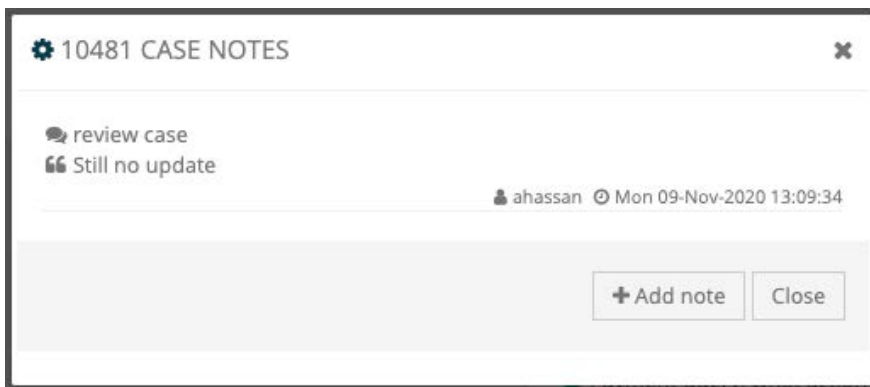 10481 CASE NOTES
review case
Still no update
ahassan Mon 09-Nov-2020 13:09:34
Add note Close